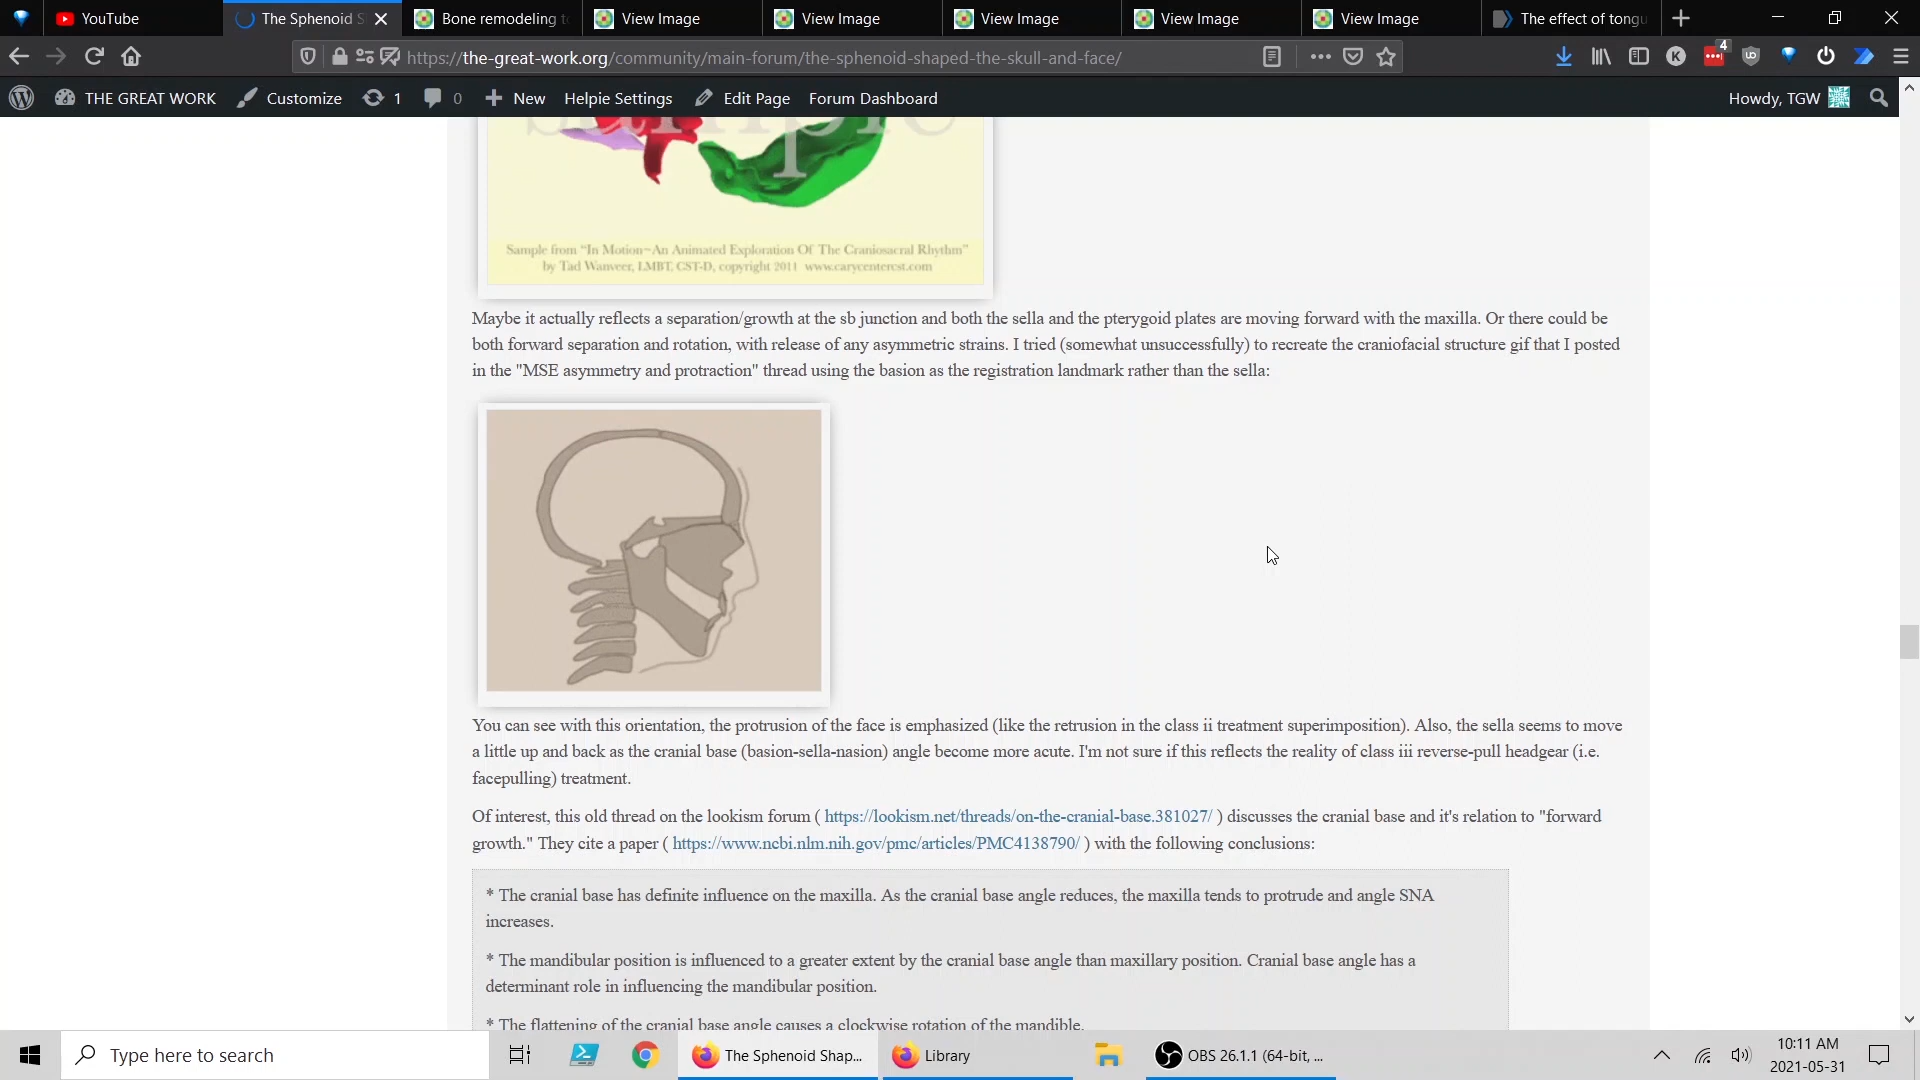 YouTube
The Sphenoid S
Bone remodeling to
View Image
View Image
View Image
View Image
View Image
The effect of tongu
https://the-great-work.org/community/main-forum/the-sphenoid-shaped-the-skull-and-face/
4
THE GREAT WORK
Customize
1
0
New
Helpie Settings
Edit Page
Forum Dashboard
Howdy, TGW
sample
Sample from “In Motion~An Animated Exploration Of The Craniosacral Rhythm”
by Tad Wanveer, LMBT, CST-D, copyright 2011 www.carycentercst.com
Maybe it actually reflects a separation/growth at the sb junction and both the sella and the pterygoid plates are moving forward with the maxilla. Or there could be
both forward separation and rotation, with release of any asymmetric strains. I tried (somewhat unsuccessfully) to recreate the craniofacial structure gif that I posted
in the "MSE asymmetry and protraction" thread using the basion as the registration landmark rather than the sella:
You can see with this orientation, the protrusion of the face is emphasized (like the retrusion in the class ii treatment superimposition). Also, the sella seems to move
a little up and back as the cranial base (basion-sella-nasion) angle become more acute. I'm not sure if this reflects the reality of class iii reverse-pull headgear (i.e.
facepulling) treatment.
Of interest, this old thread on the lookism forum ( https://lookism.net/threads/on-the-cranial-base.381027/ ) discusses the cranial base and it's relation to "forward
growth." They cite a paper ( https://www.ncbi.nlm.nih.gov/pmc/articles/PMC4138790/ ) with the following conclusions:
* The cranial base has definite influence on the maxilla. As the cranial base angle reduces, the maxilla tends to protrude and angle SNA
increases.
* The mandibular position is influenced to a greater extent by the cranial base angle than maxillary position. Cranial base angle has a
determinant role in influencing the mandibular position.
* The flattening of the cranial base angle causes a clockwise rotation of the mandible.
Type here to search
The Sphenoid Shap...
Library
OBS 26.1.1 (64-bit, ...
10:11 AM
2021-05-31